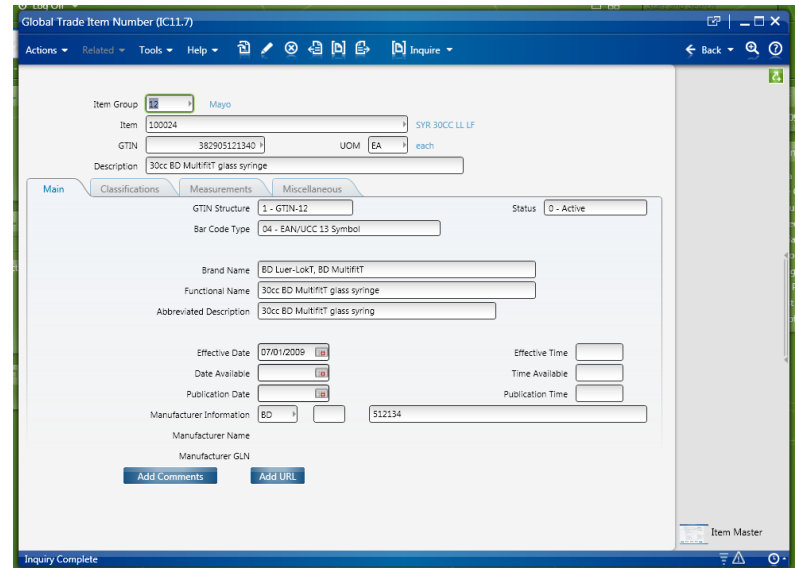 Log Off
Global Trade Item Number (IC11.7)
Actions Related Tools Help Inquire Back
Item Group 12 Mayo
Item 100024 SYR 30CC LL LF
GTIN 382905121340 UOM EA each
Description 30cc BD MultifitT glass syringe
Main Classifications Measurements Miscellaneous
GTIN Structure 1 - GTIN-12 Status 0 - Active
Bar Code Type 04 - EAN/UCC 13 Symbol
Brand Name BD Luer-LokT, BD MultifitT
Functional Name 30cc BD MultifitT glass syringe
Abbreviated Description 30cc BD MultifitT glass syring
Effective Date 07/01/2009 Effective Time
Date Available Time Available
Publication Date Publication Time
Manufacturer Information BD 512134
Manufacturer Name
Manufacturer GLN
Add Comments Add URL
Item Master
Inquiry Complete